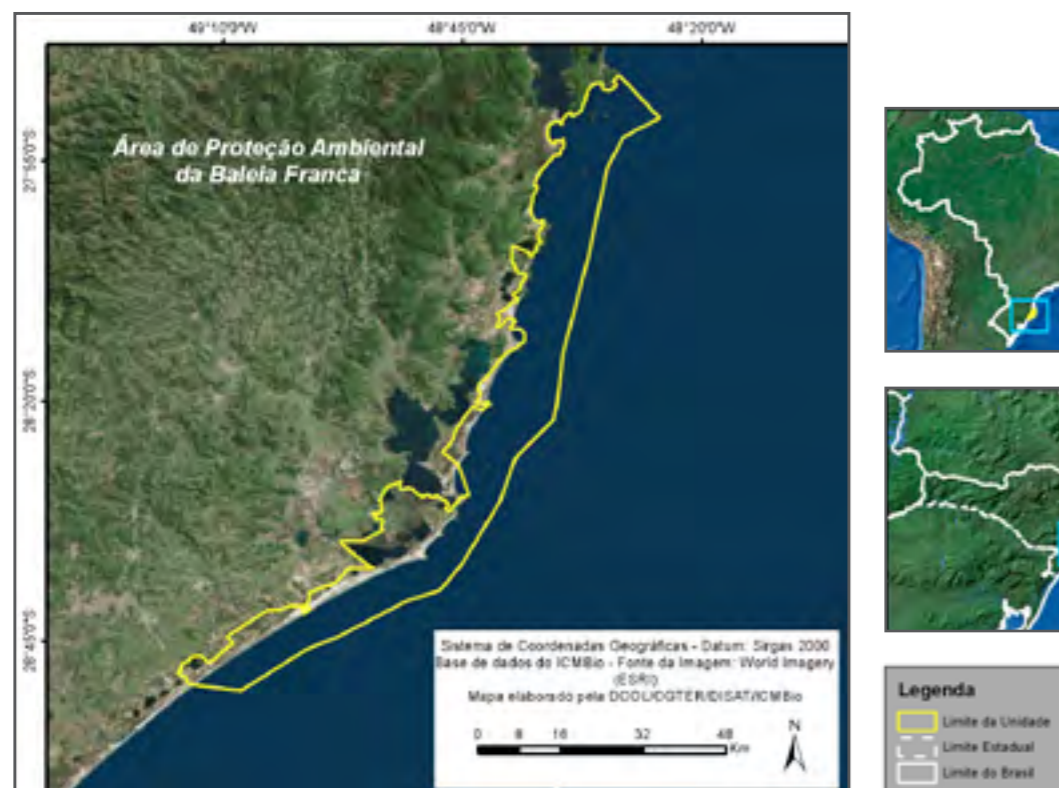 49°10'0"W 48°45'0"W 48°20'0"W
27°55'0"S
28°20'0"S
28°45'0"S
Área de Proteção Ambiental
da Baleia Franca
Sistema de Coordenadas Geográficas - Datum: Sirgas 2000
Base de dados do ICMBio - Fonte da Imagem: World Imagery
(ESRI)
Mapa elaborado pela DCOL/CGTER/DISAT/ICMBio
0 8 16 32 48
Km
N
Legenda
Limite da Unidade
Limite Estadual
Limite do Brasil